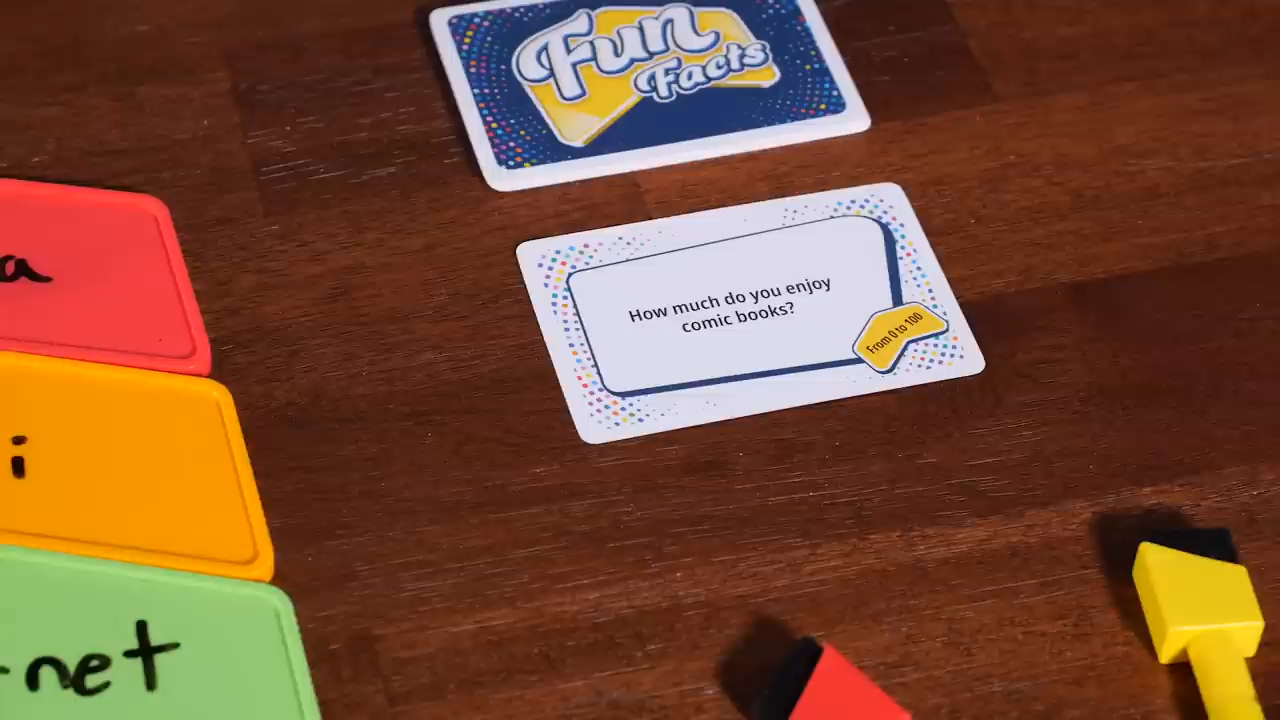 Fun
Facts
How much do you enjoy
comic books?
From 0 to 100
a
i
-net